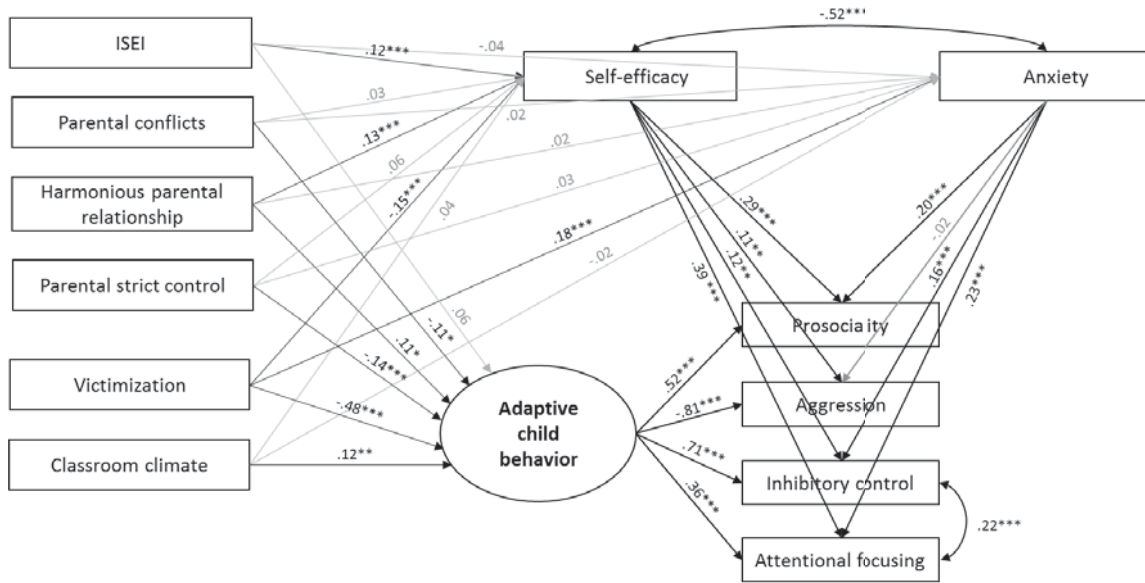 ISEI
Parental conflicts
Harmonious parental
relationship
Parental strict control
Victimization
Classroom climate
-.52***
Self-efficacy
Anxiety
.12***
-.04
.03
.02
.13***
.02
.06
.03
-.15***
.18***
.04
-.02
.06
-.11*
.11*
-.14***
-.48***
.12**
Adaptive
child
behavior
.29***
.11**
.12**
.39***
.20***
-.02
.16***
.23***
.52***
-.81***
.71***
.36***
Prosociality
Aggression
Inhibitory control
Attentional focusing
.22***